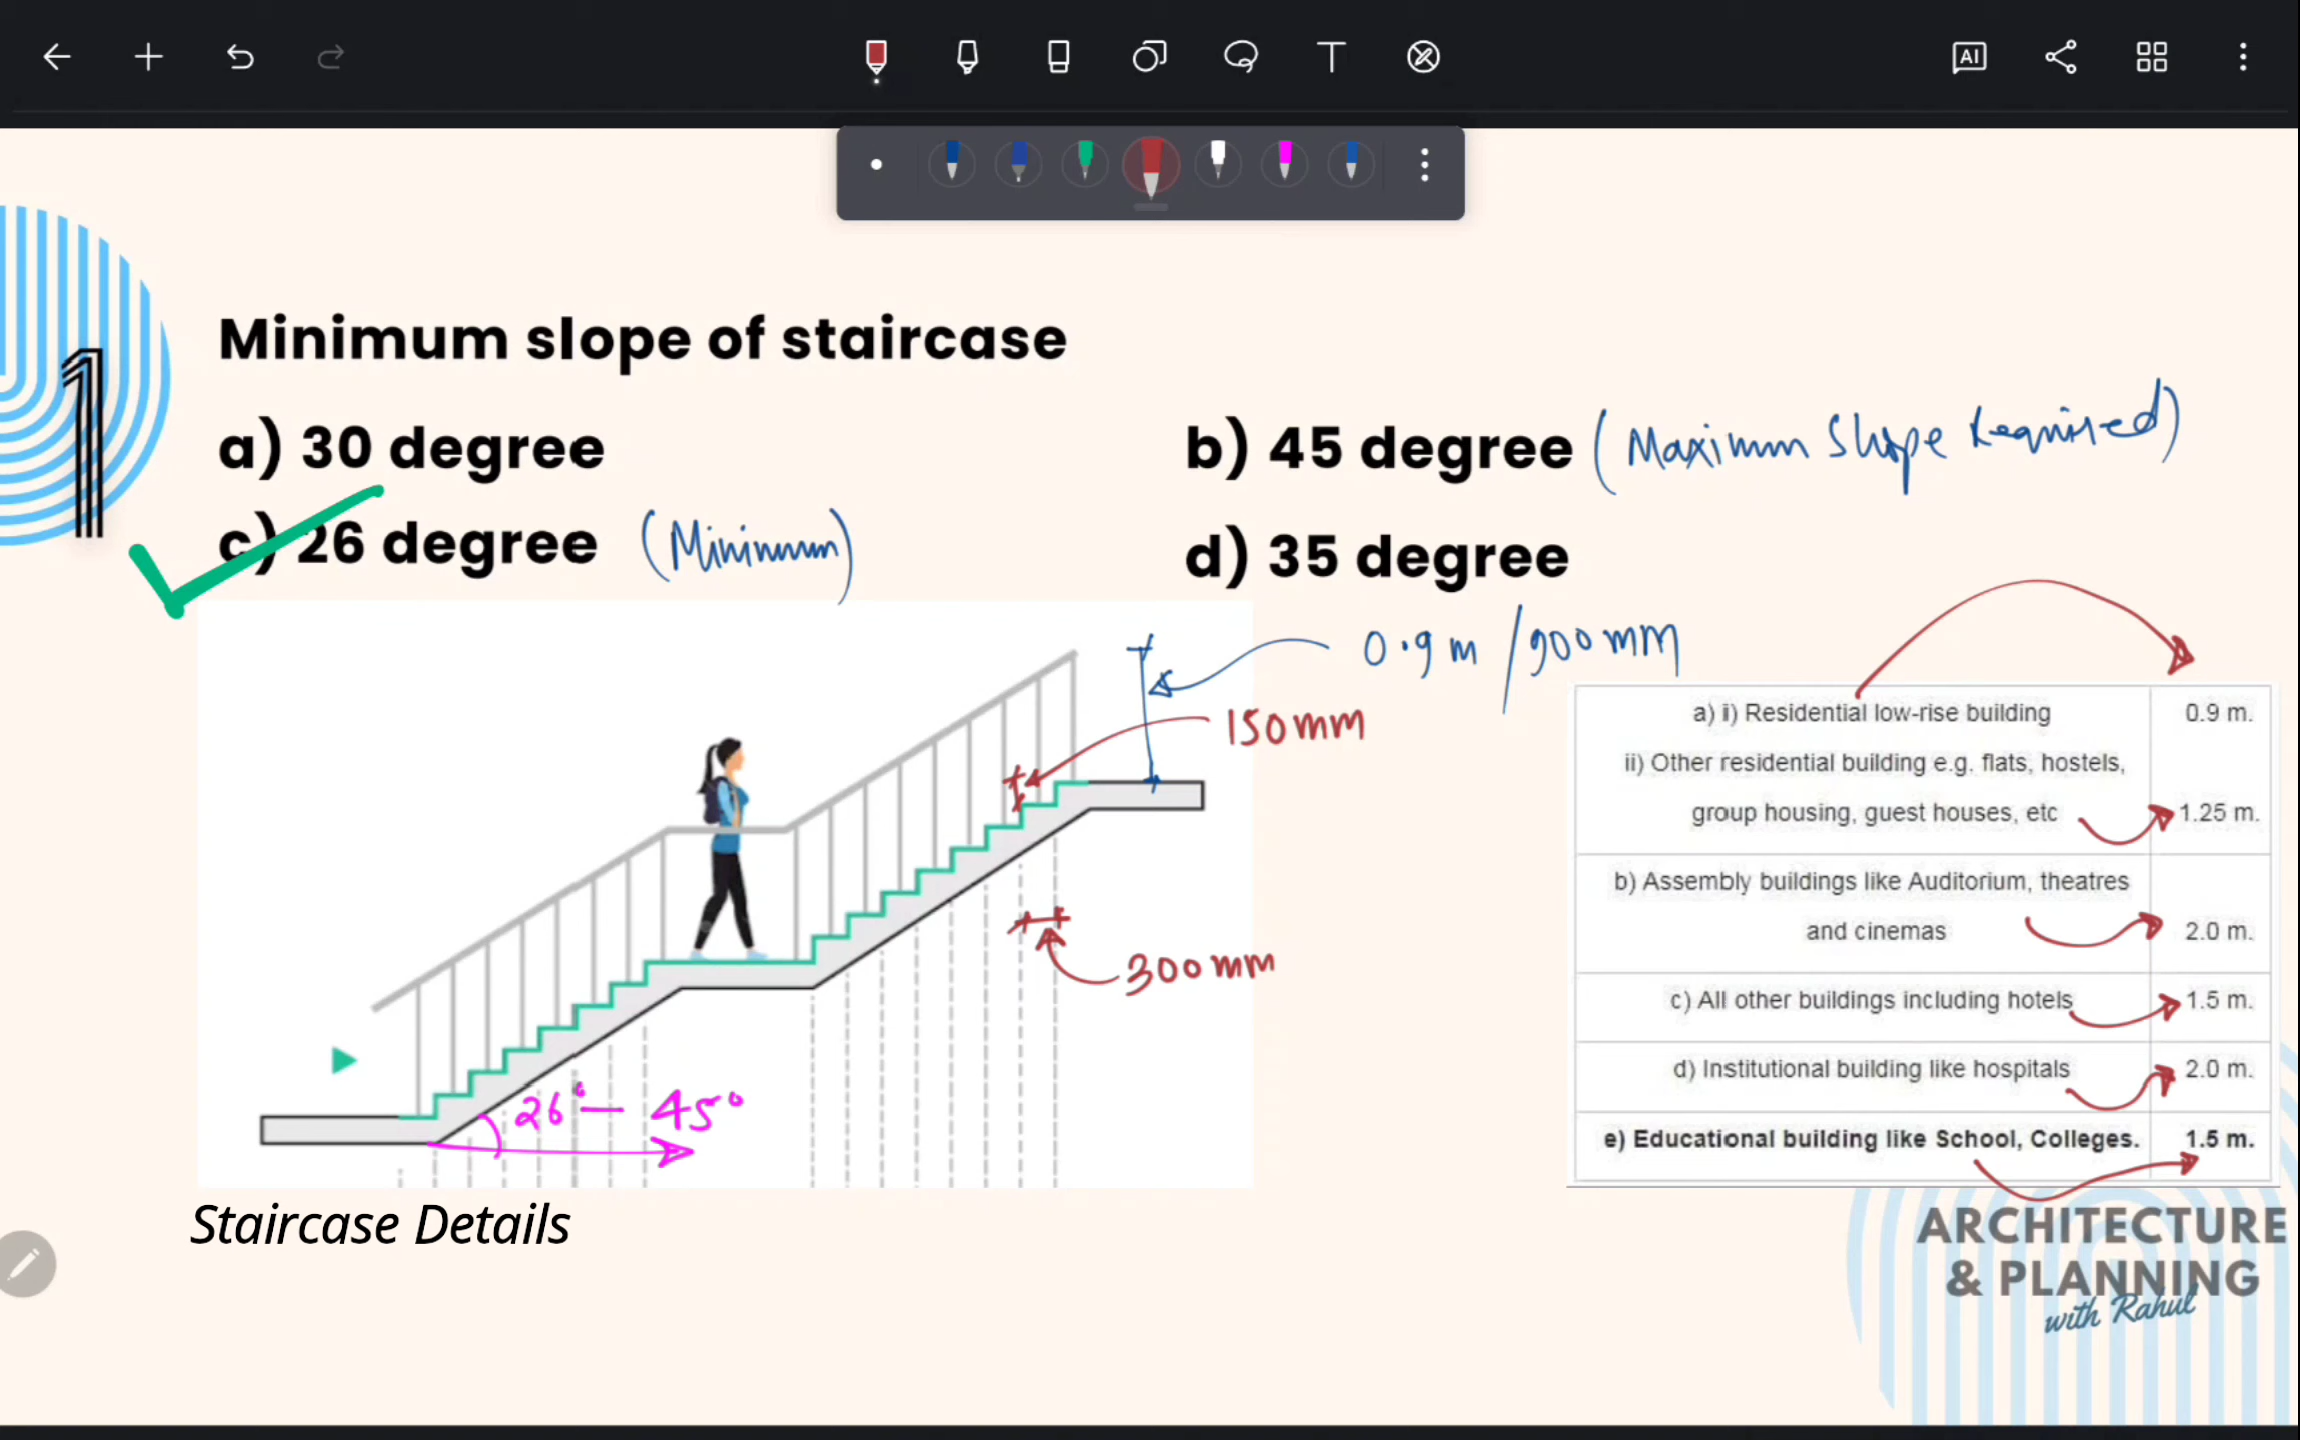 AI
T
1
Minimum slope of staircase
a) 30 degree
b) 45 degree (Maximum Slope Required)
c) 26 degree (Minimum)
d) 35 degree
0.9 m / 900 mm
150mm
300mm
26° - 45°
Staircase Details
a) i) Residential low-rise building 0.9 m.
ii) Other residential building e.g. flats, hostels,
group housing, guest houses, etc 1.25 m.
b) Assembly buildings like Auditorium, theatres
and cinemas 2.0 m.
c) All other buildings including hotels 1.5 m.
d) Institutional building like hospitals 2.0 m.
e) Educational building like School, Colleges. 1.5 m.
ARCHITECTURE
& PLANNING
with Rahul